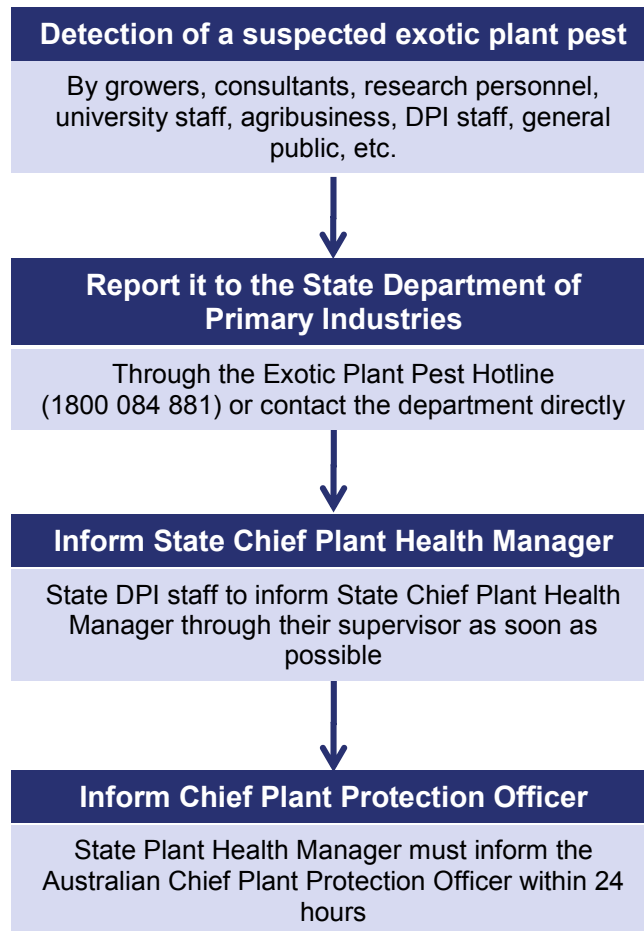 Detection of a suspected exotic plant pest
By growers, consultants, research personnel,
university staff, agribusiness, DPI staff, general
public, etc.
Report it to the State Department of
Primary Industries
Through the Exotic Plant Pest Hotline
(1800 084 881) or contact the department directly
Inform State Chief Plant Health Manager
State DPI staff to inform State Chief Plant Health
Manager through their supervisor as soon as
possible
Inform Chief Plant Protection Officer
State Plant Health Manager must inform the
Australian Chief Plant Protection Officer within 24
hours